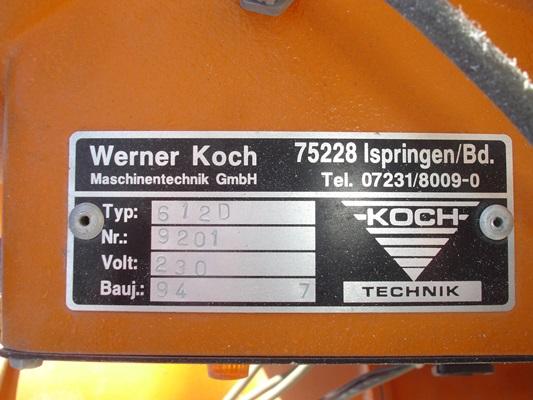 Werner Koch 75228 Ispringen/Bd.
Maschinentechnik GmbH Tel. 07231/8009-0
Typ: 612D
Nr.: 9201
Volt: 230
Bauj.: 94 7
KOCH
TECHNIK